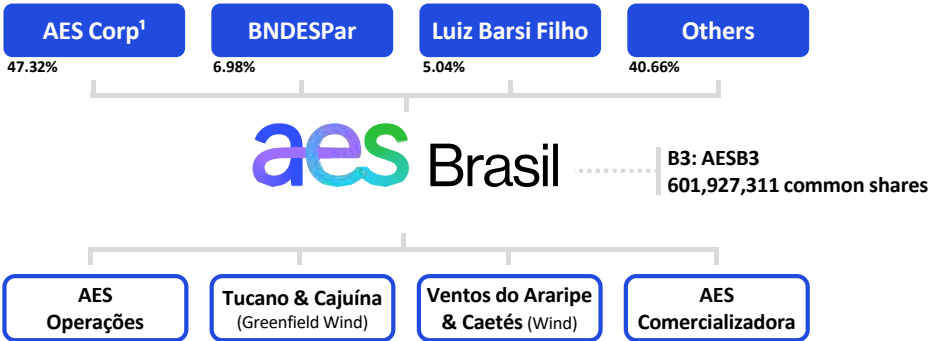 AES Corp¹
BNDESPar
Luiz Barsi Filho
Others
47.32%
6.98%
5.04%
40.66%
aes Brasil
B3: AESB3
601,927,311 common shares
AES
Operações
Tucano & Cajuína
(Greenfield Wind)
Ventos do Araripe
& Caetés (Wind)
AES
Comercializadora